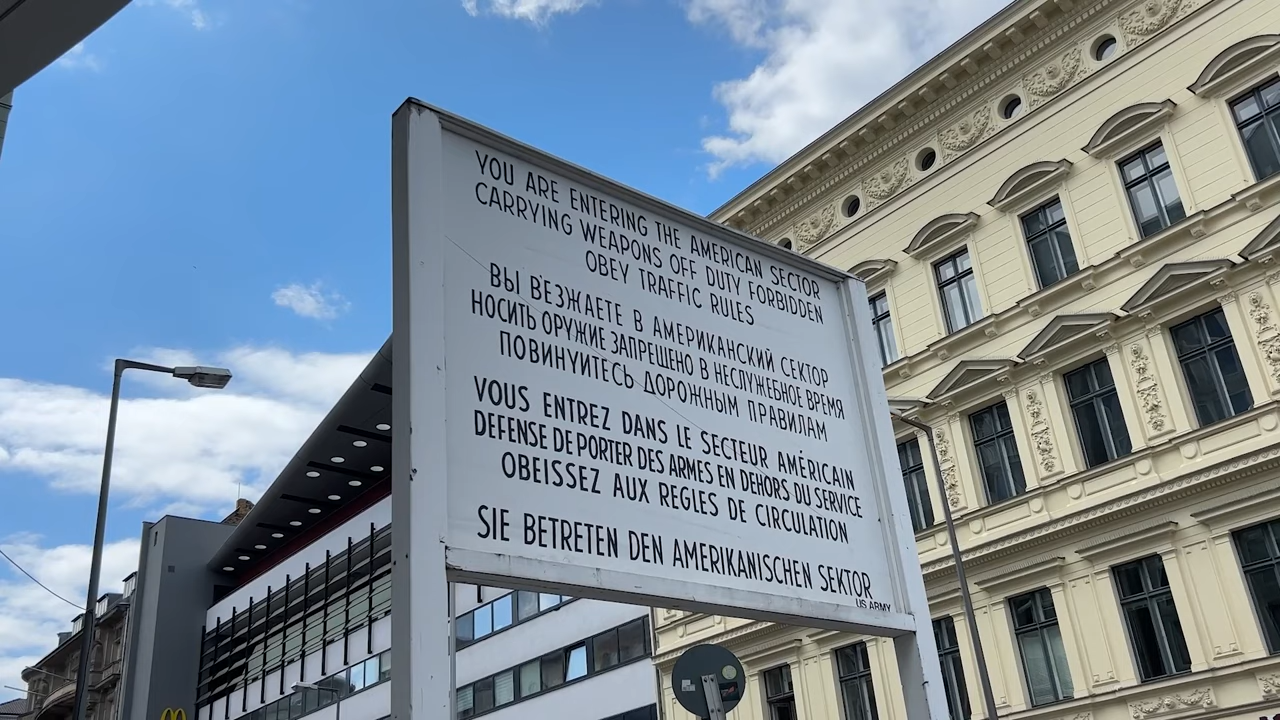 YOU ARE ENTERING THE AMERICAN SECTOR
CARRYING WEAPONS OFF DUTY FORBIDDEN
OBEY TRAFFIC RULES
ВЫ ВЪЕЗЖАЕТЕ В АМЕРИКАНСКИЙ СЕКТОР
НОСИТЬ ОРУЖИЕ ЗАПРЕЩЕНО В НЕСЛУЖЕБНОЕ ВРЕМЯ
ПОВИНУЙТЕСЬ ДОРОЖНЫМ ПРАВИЛАМ
VOUS ENTREZ DANS LE SECTEUR AMÉRICAIN
DEFENSE DE PORTER DES ARMES EN DEHORS DU SERVICE
OBEISSEZ AUX REGLES DE CIRCULATION
SIE BETRETEN DEN AMERIKANISCHEN SEKTOR
US ARMY